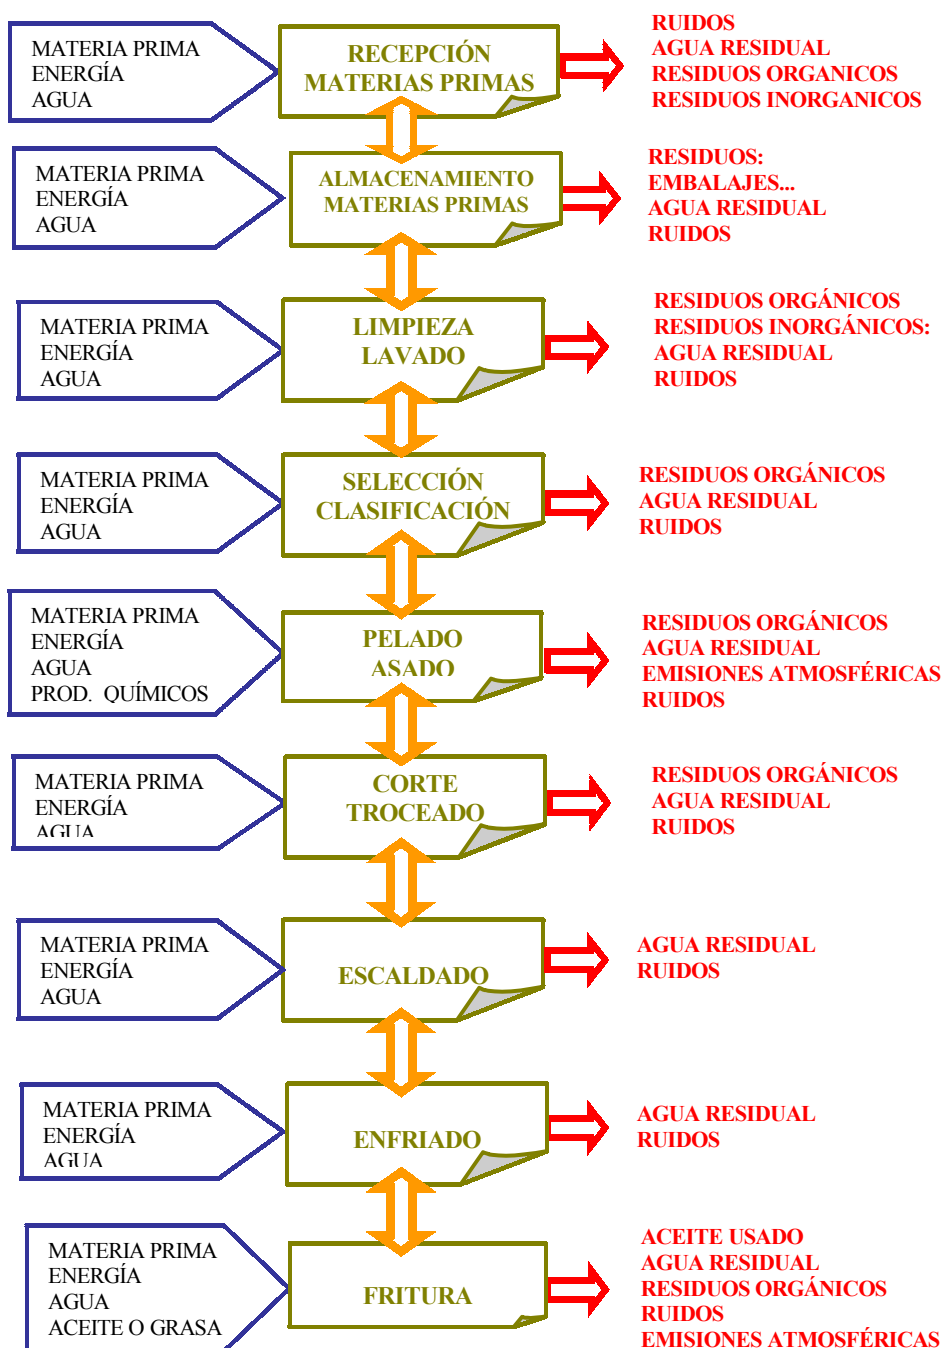 MATERIA PRIMA
ENERGÍA
AGUA
RECEPCIÓN
MATERIAS PRIMAS
RUIDOS
AGUA RESIDUAL
RESIDUOS ORGANICOS
RESIDUOS INORGANICOS
MATERIA PRIMA
ENERGÍA
AGUA
ALMACENAMIENTO
MATERIAS PRIMAS
RESIDUOS:
EMBALAJES...
AGUA RESIDUAL
RUIDOS
MATERIA PRIMA
ENERGÍA
AGUA
LIMPIEZA
LAVADO
RESIDUOS ORGÁNICOS
RESIDUOS INORGÁNICOS:
AGUA RESIDUAL
RUIDOS
MATERIA PRIMA
ENERGÍA
AGUA
SELECCIÓN
CLASIFICACIÓN
RESIDUOS ORGÁNICOS
AGUA RESIDUAL
RUIDOS
MATERIA PRIMA
ENERGÍA
AGUA
PROD. QUÍMICOS
PELADO
ASADO
RESIDUOS ORGÁNICOS
AGUA RESIDUAL
EMISIONES ATMOSFÉRICAS
RUIDOS
MATERIA PRIMA
ENERGÍA
AGUA
CORTE
TROCEADO
RESIDUOS ORGÁNICOS
AGUA RESIDUAL
RUIDOS
MATERIA PRIMA
ENERGÍA
AGUA
ESCALDADO
AGUA RESIDUAL
RUIDOS
MATERIA PRIMA
ENERGÍA
AGUA
ENFRIADO
AGUA RESIDUAL
RUIDOS
MATERIA PRIMA
ENERGÍA
AGUA
ACEITE O GRASA
FRITURA
ACEITE USADO
AGUA RESIDUAL
RESIDUOS ORGÁNICOS
RUIDOS
EMISIONES ATMOSFÉRICAS